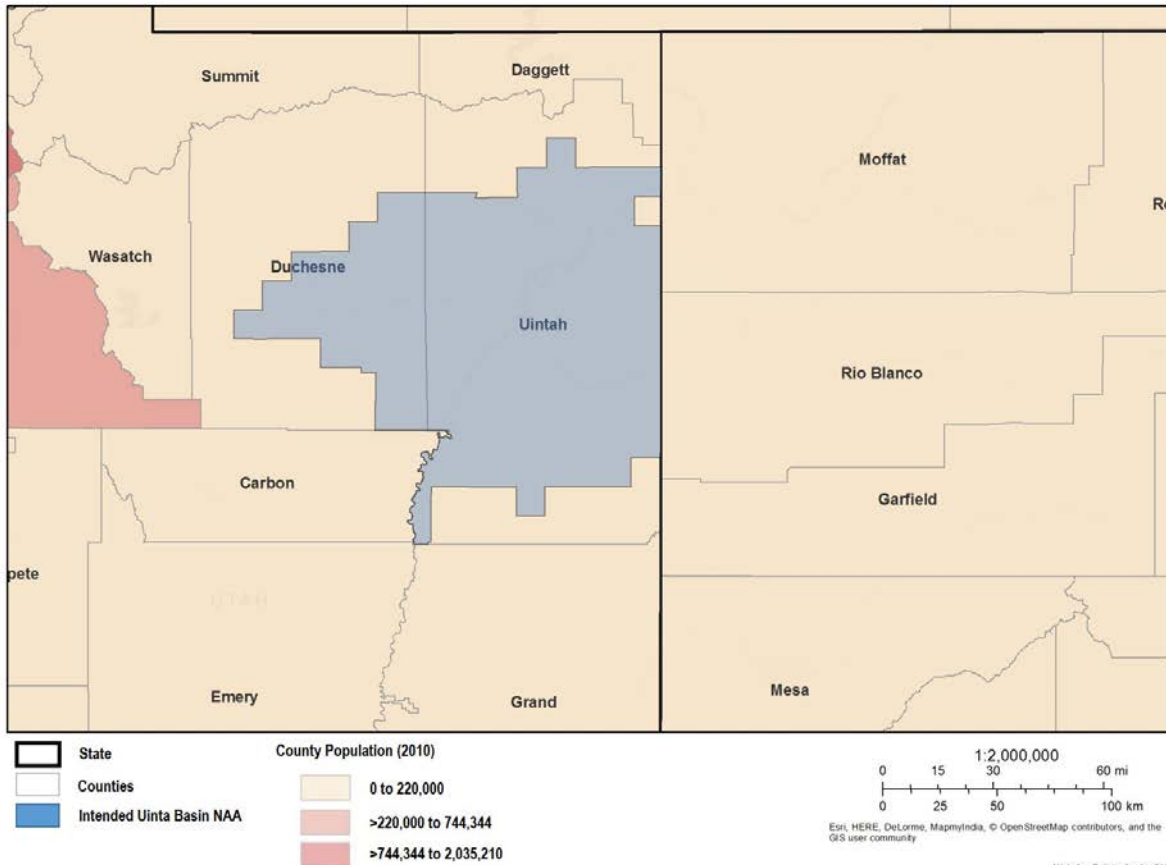 Summit
Daggett
Moffat
Wasatch
Duchesne
Uintah
Rio Blanco
Carbon
Garfield
pete
Emery
Grand
Mesa
State
Counties
Intended Uinta Basin NAA
County Population (2010)
0 to 220,000
>220,000 to 744,344
>744,344 to 2,035,210
1:2,000,000
0 15 30 60 mi
0 25 50 100 km
Esri, HERE, DeLorme, MapmyIndia, © OpenStreetMap contributors, and the
GIS user community